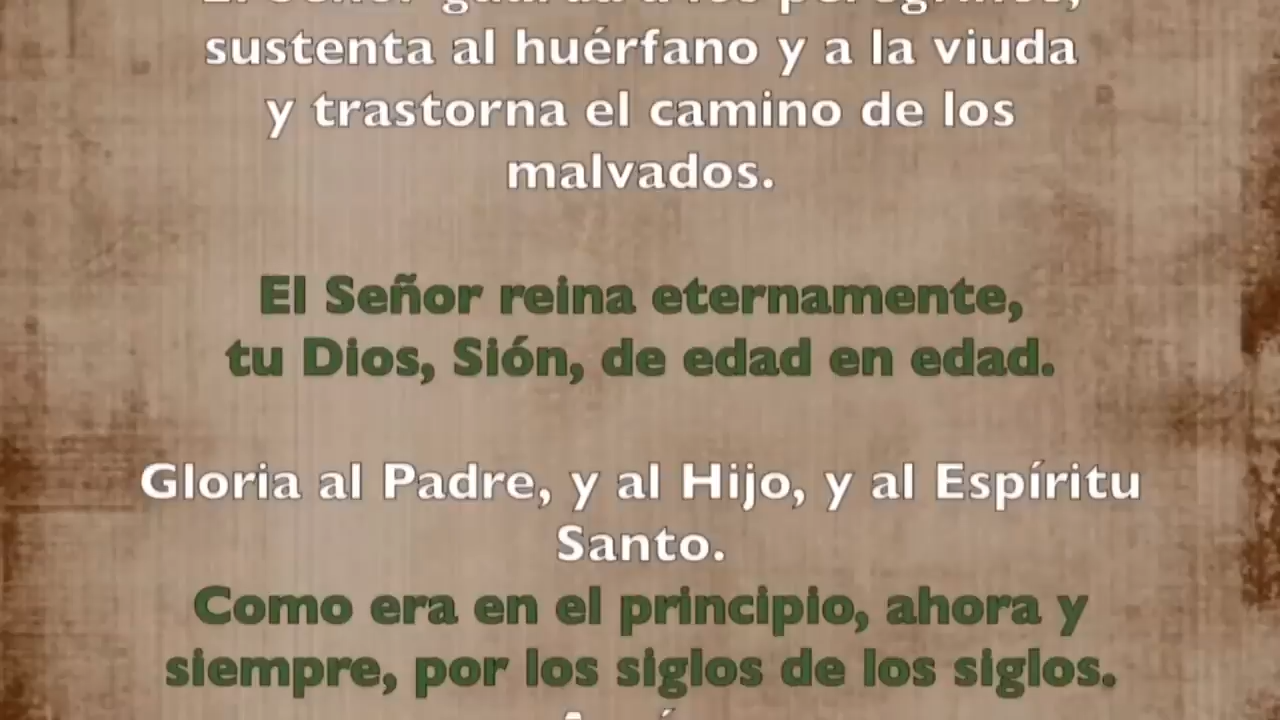 El Señor guarda a los peregrinos,
sustenta al huérfano y a la viuda
y trastorna el camino de los
malvados.
El Señor reina eternamente,
tu Dios, Sión, de edad en edad.
Gloria al Padre, y al Hijo, y al Espíritu
Santo.
Como era en el principio, ahora y
siempre, por los siglos de los siglos.